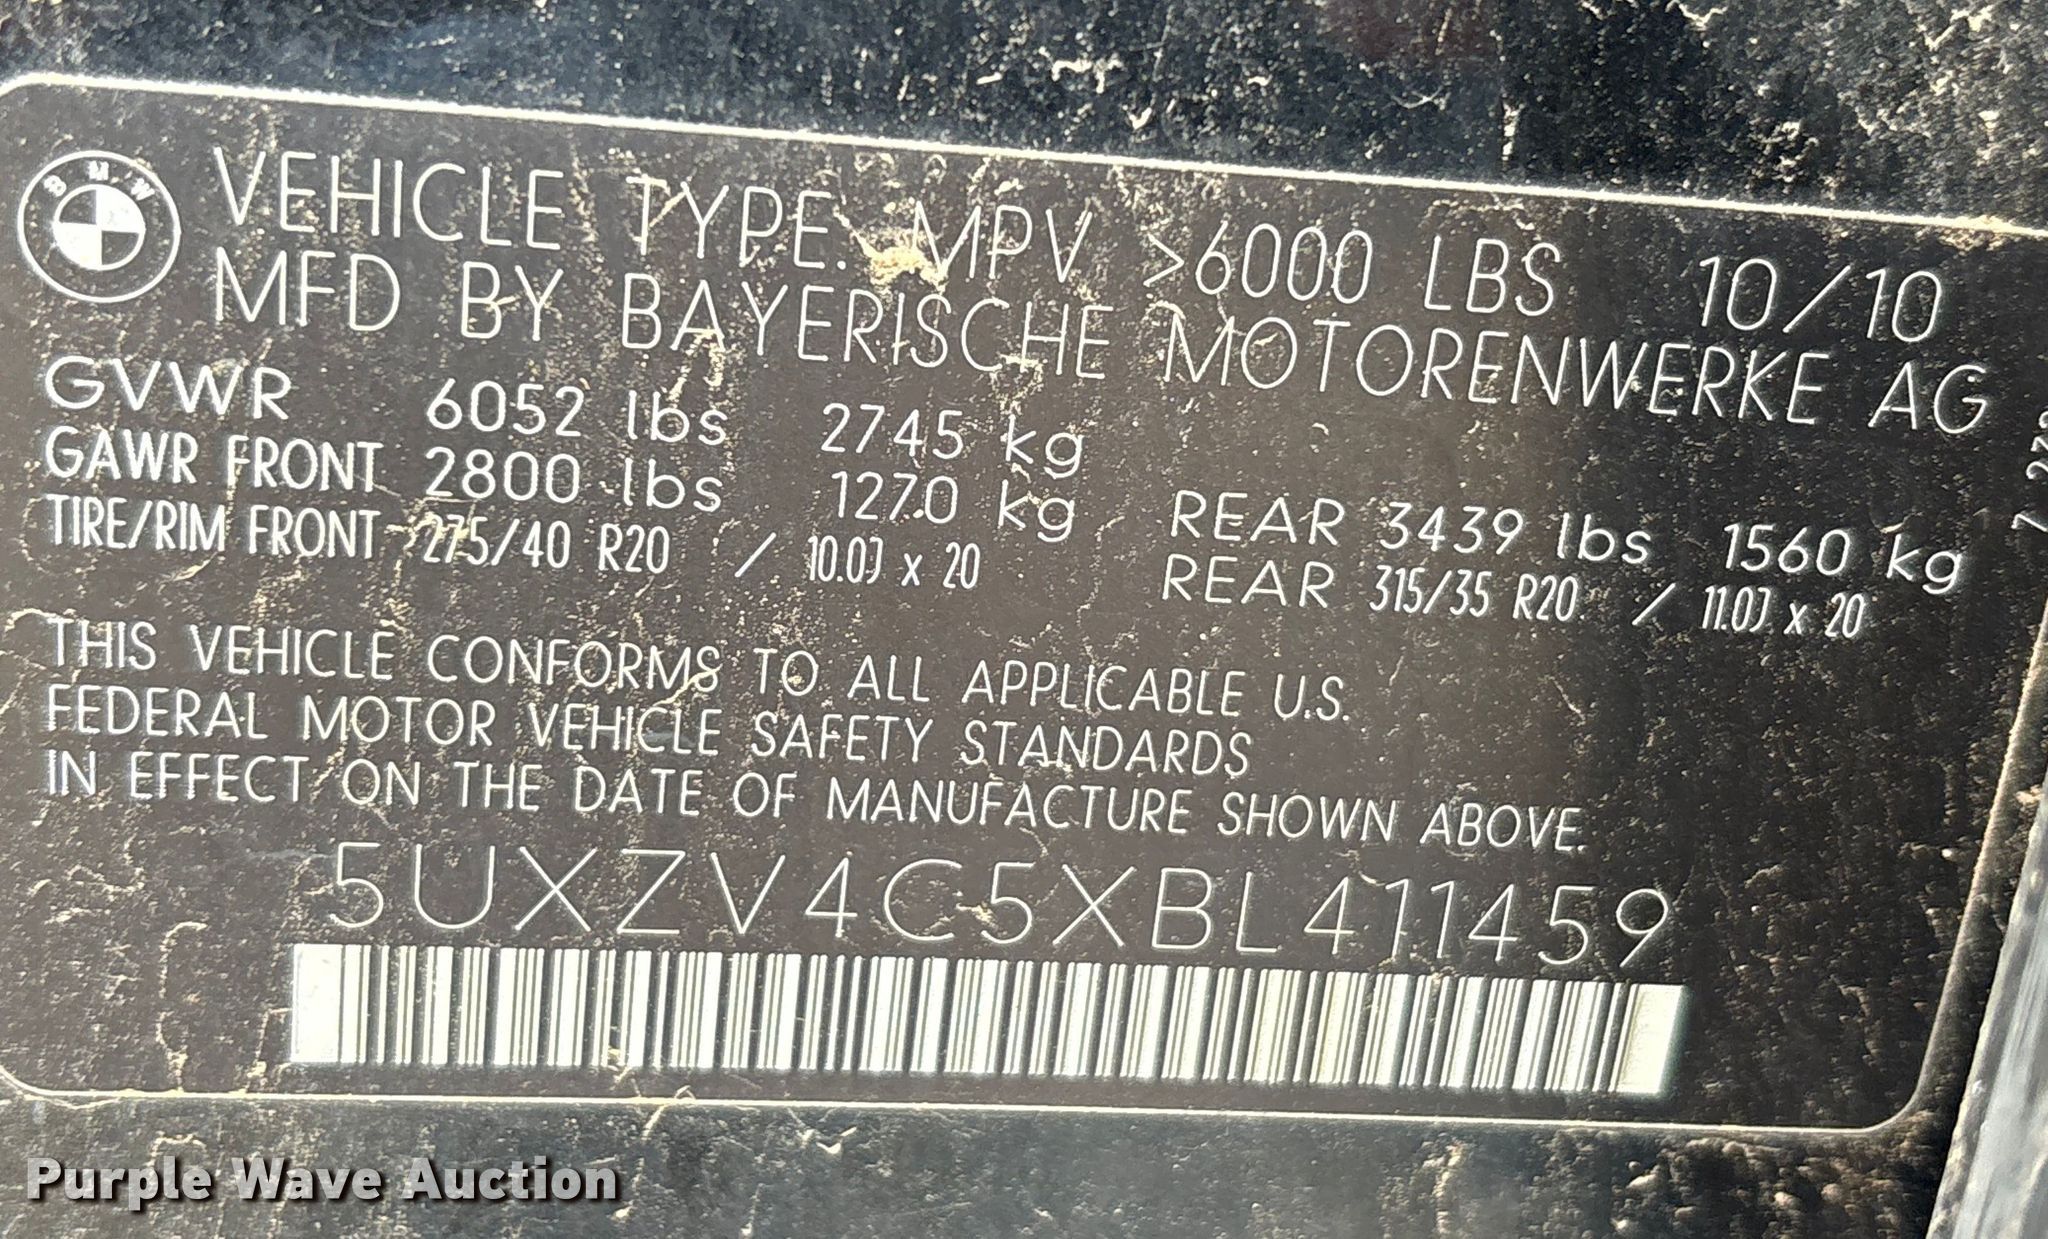 BMW
VEHICLE TYPE: MPV >6000 LBS 10/10
MFD BY BAYERISCHE MOTORENWERKE AG
GVWR 6052 lbs 2745 kg
GAWR FRONT 2800 lbs 1270 kg REAR 3439 lbs 1560 kg
TIRE/RIM FRONT 275/40 R20 / 10.0J x 20 REAR 315/35 R20 / 11.0J x 20
THIS VEHICLE CONFORMS TO ALL APPLICABLE U.S.
FEDERAL MOTOR VEHICLE SAFETY STANDARDS
IN EFFECT ON THE DATE OF MANUFACTURE SHOWN ABOVE.
5UXZV4C5XBL411459
Purple Wave Auction